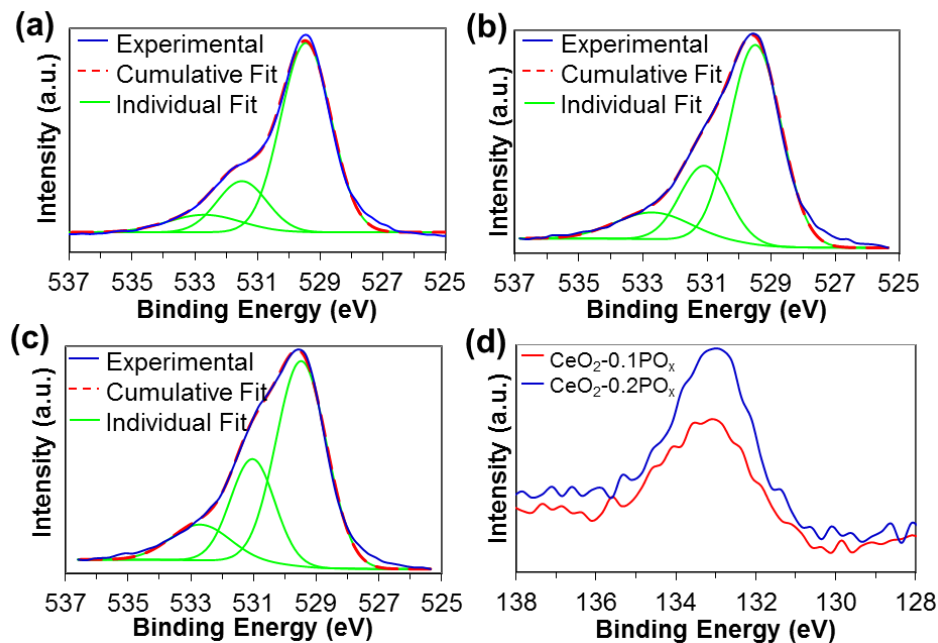 (a)
Experimental
Cumulative Fit
Individual Fit
Intensity (a.u.)
537 535 533 531 529 527 525
Binding Energy (eV)
(b)
Experimental
Cumulative Fit
Individual Fit
Intensity (a.u.)
537 535 533 531 529 527 525
Binding Energy (eV)
(c)
Experimental
Cumulative Fit
Individual Fit
Intensity (a.u.)
537 535 533 531 529 527 525
Binding Energy (eV)
(d)
CeO₂-0.1POₓ
CeO₂-0.2POₓ
Intensity (a.u.)
138 136 134 132 130 128
Binding Energy (eV)